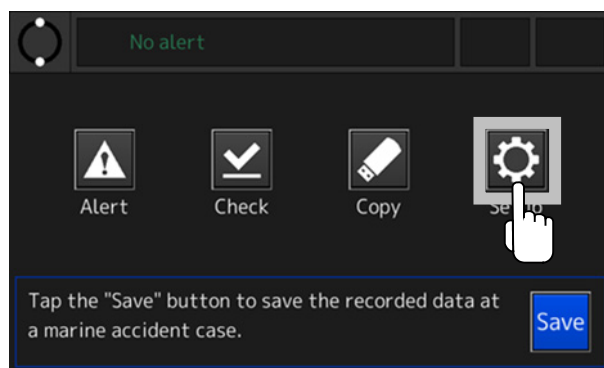 No alert
Alert Check Copy
Tap the "Save" button to save the recorded data at
a marine accident case.
Save